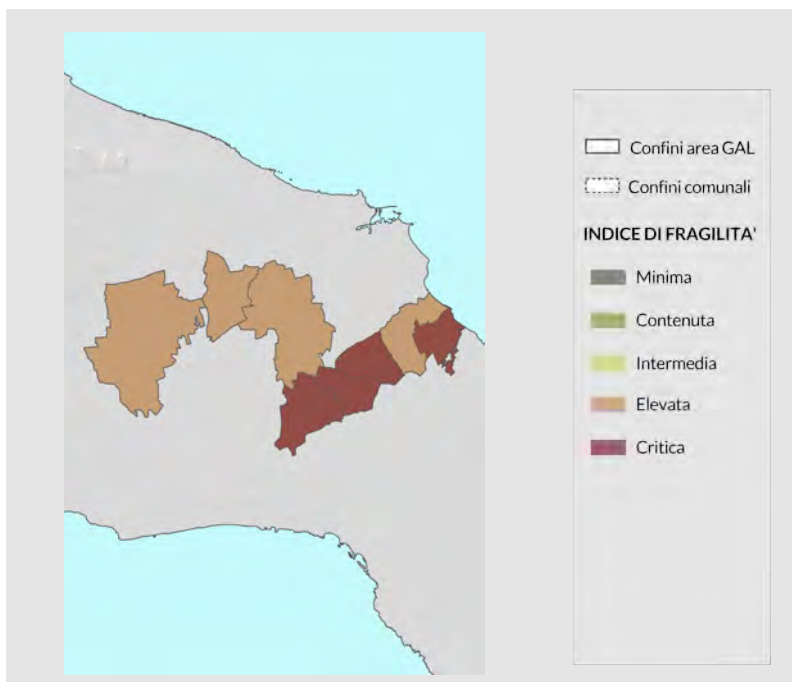 Confini area GAL
Confini comunali
INDICE DI FRAGILITA'
Minima
Contenuta
Intermedia
Elevata
Critica